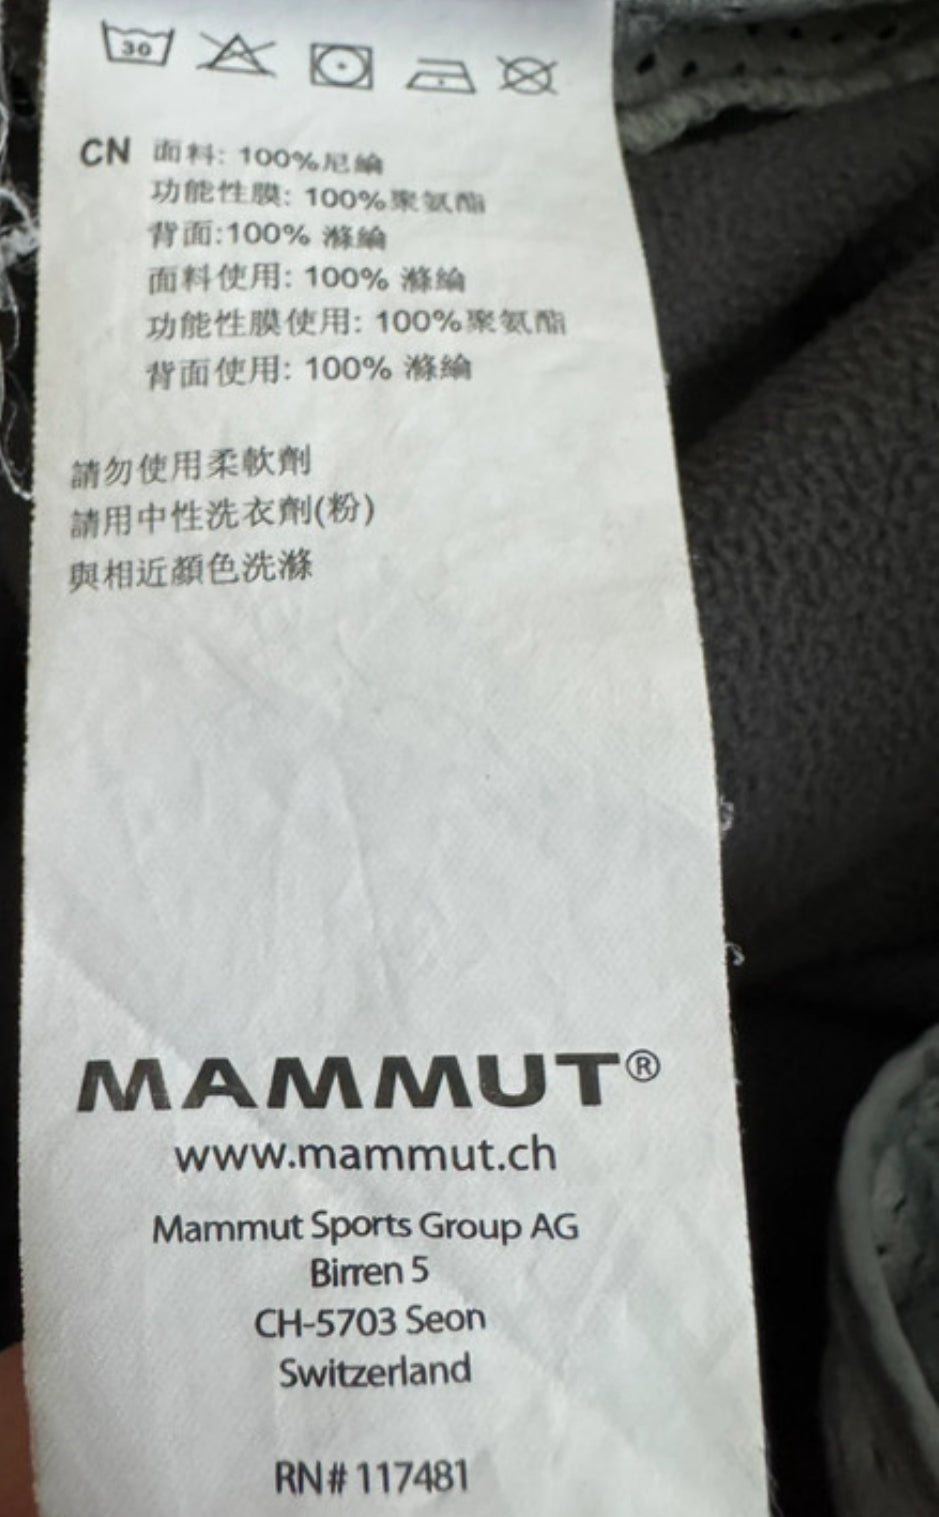 30
CN 面料: 100%尼綸
功能性膜: 100%聚氨酯
背面:100% 滌綸
面料使用: 100% 滌綸
功能性膜使用: 100%聚氨酯
背面使用: 100% 滌綸
請勿使用柔軟劑
請用中性洗衣劑(粉)
與相近顏色洗滌
MAMMUT®
www.mammut.ch
Mammut Sports Group AG
Birren 5
CH-5703 Seon
Switzerland
RN# 117481